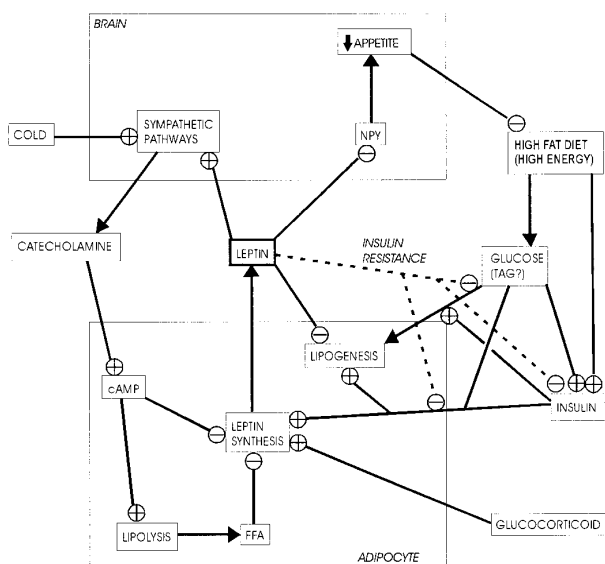 BRAIN
APPETITE
COLD
SYMPATHETIC
PATHWAYS
NPY
HIGH FAT DIET
(HIGH ENERGY)
CATECHOLAMINE
LEPTIN
INSULIN
RESISTANCE
GLUCOSE
(TAG?)
LIPOGENESIS
cAMP
LEPTIN
SYNTHESIS
INSULIN
LIPOLYSIS
FFA
GLUCOCORTICOID
ADIPOCYTE